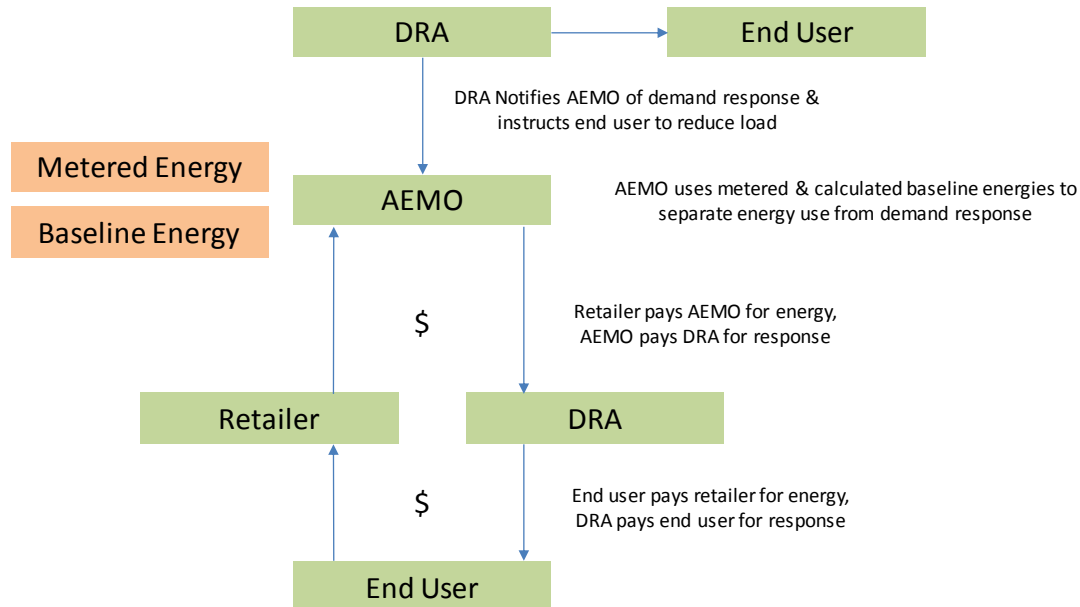 DRA
End User
DRA Notifies AEMO of demand response &
instructs end user to reduce load
Metered Energy
Baseline Energy
AEMO
AEMO uses metered & calculated baseline energies to
separate energy use from demand response
$
Retailer pays AEMO for energy,
AEMO pays DRA for response
Retailer
DRA
$
End user pays retailer for energy,
DRA pays end user for response
End User